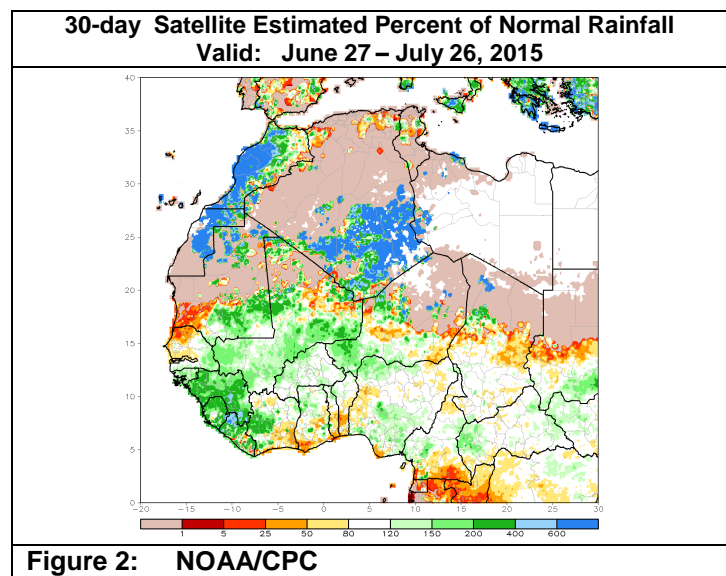 30-day Satellite Estimated Percent of Normal Rainfall
Valid: June 27 – July 26, 2015
40
35
30
25
20
15
10
5
0
-20 -15 -10 -5 0 5 10 15 20 25 30
1 5 25 50 80 120 150 200 400 600
Figure 2: NOAA/CPC